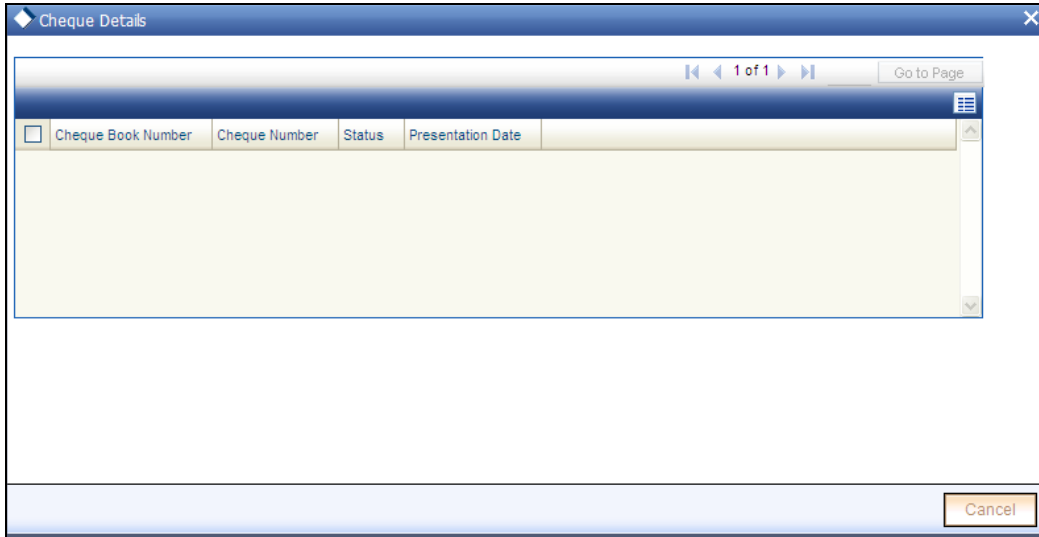 Cheque Details
1 of 1 Go to Page
Cheque Book Number Cheque Number Status Presentation Date
Cancel